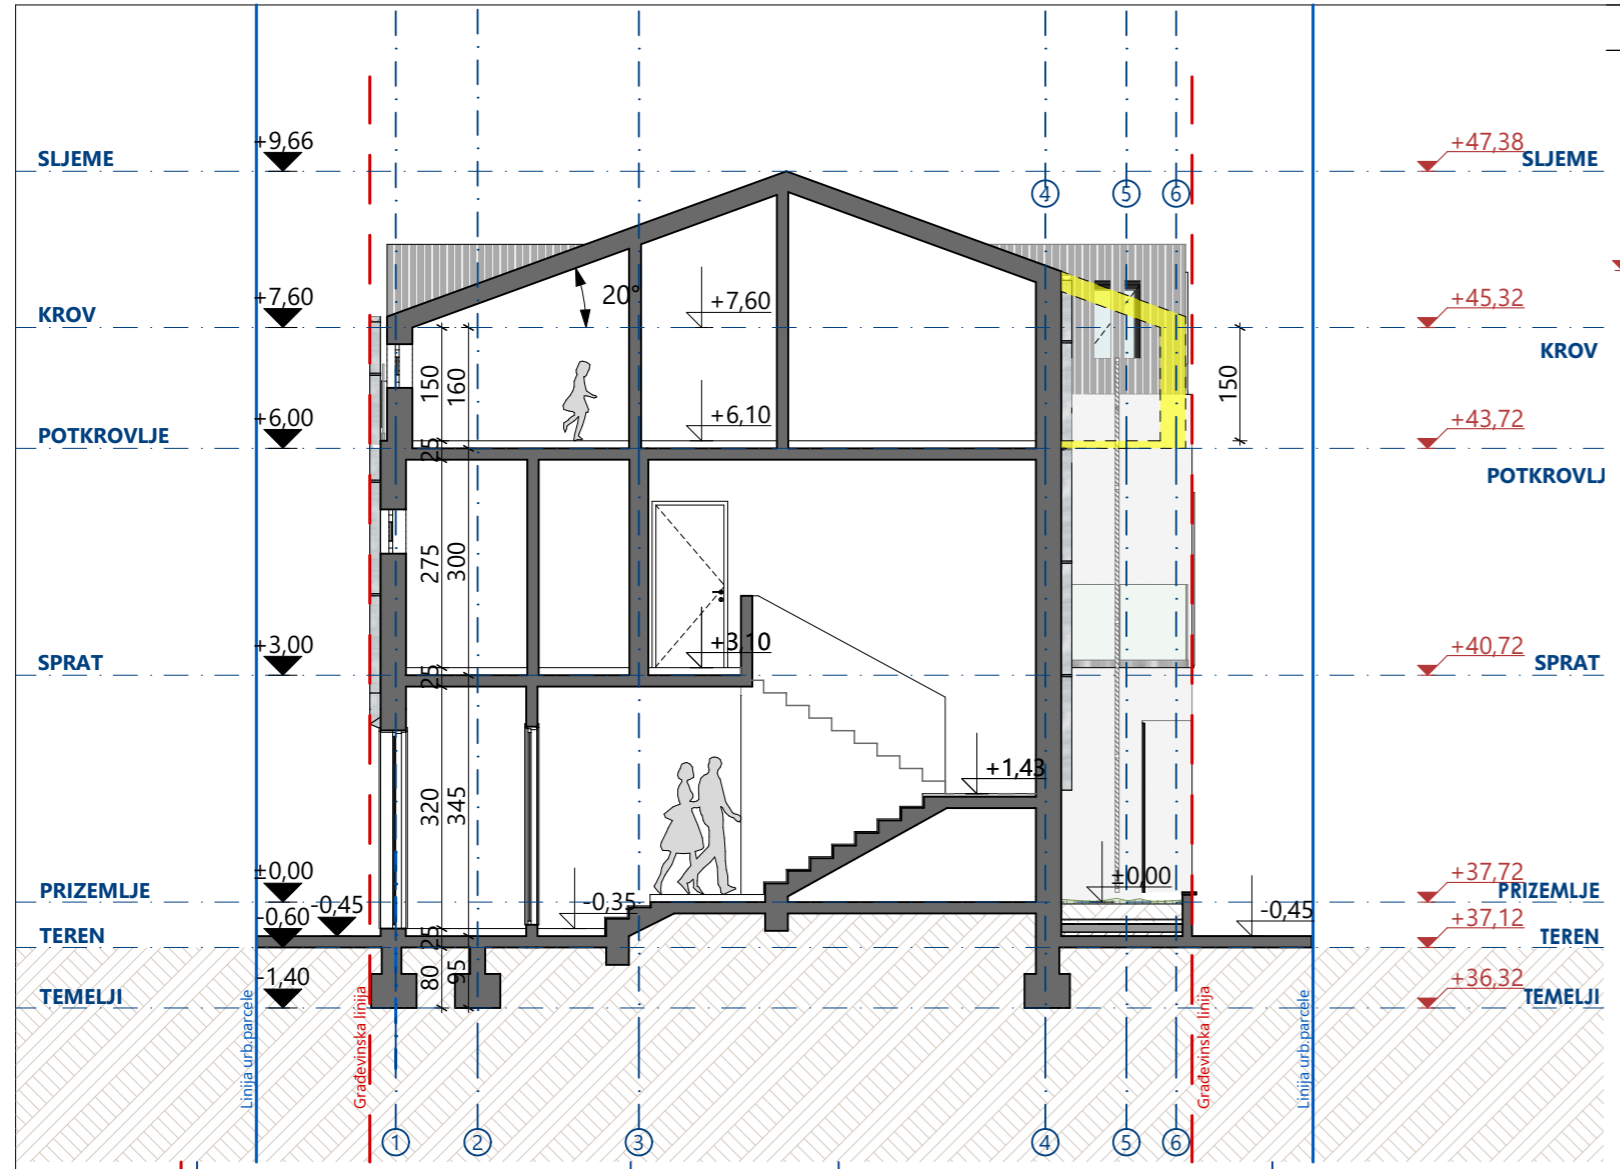 +9,66
SLJEME
+47,38
SLJEME
4
5
6
+7,60
KROV
20°
+7,60
+45,32
KROV
150
160
150
+6,00
POTKROVLJE
+6,10
+43,72
25
POTKROVLJ
275
300
+3,00
SPRAT
+3,10
+40,72
SPRAT
25
+1,43
320
345
±0,00
PRIZEMLJE
±0,00
+37,72
PRIZEMLJE
-0,45
-0,35
-0,45
-0,60
TEREN
+37,12
TEREN
25
80
95
-1,40
TEMELJI
+36,32
TEMELJI
Linija urb.parcele
Građevinska linija
Građevinska linija
Linija urb.parcele
1
2
3
4
5
6